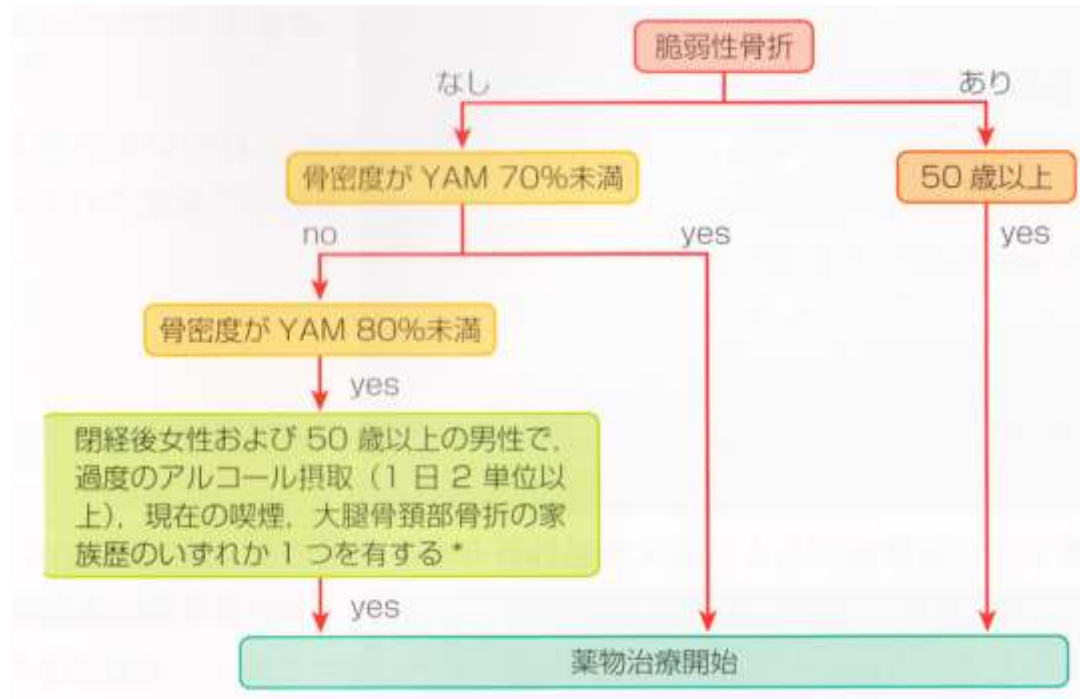 脆弱性骨折
なし
あり
骨密度が YAM 70%未満
50 歳以上
no
yes
yes
骨密度が YAM 80%未満
yes
閉経後女性および 50 歳以上の男性で，
過度のアルコール摂取（1 日 2 単位以
上），現在の喫煙，大腿骨頸部骨折の家
族歴のいずれか 1 つを有する *
yes
薬物治療開始